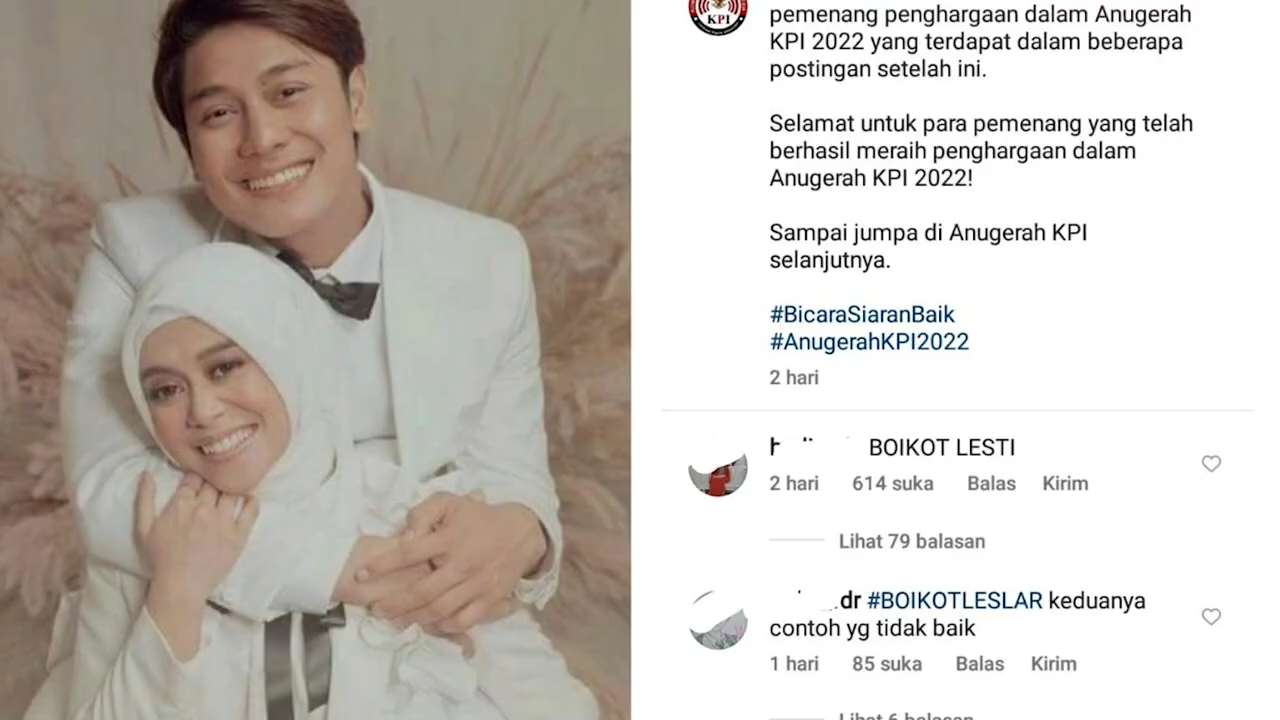 KPI
pemenang penghargaan dalam Anugerah
KPI 2022 yang terdapat dalam beberapa
postingan setelah ini.
Selamat untuk para pemenang yang telah
berhasil meraih penghargaan dalam
Anugerah KPI 2022!
Sampai jumpa di Anugerah KPI
selanjutnya.
#BicaraSiaranBaik
#AnugerahKPI2022
2 hari
BOIKOT LESTI
2 hari 614 suka Balas Kirim
Lihat 79 balasan
dr #BOIKOTLESLAR keduanya
contoh yg tidak baik
1 hari 85 suka Balas Kirim
Lihat 6 balasan